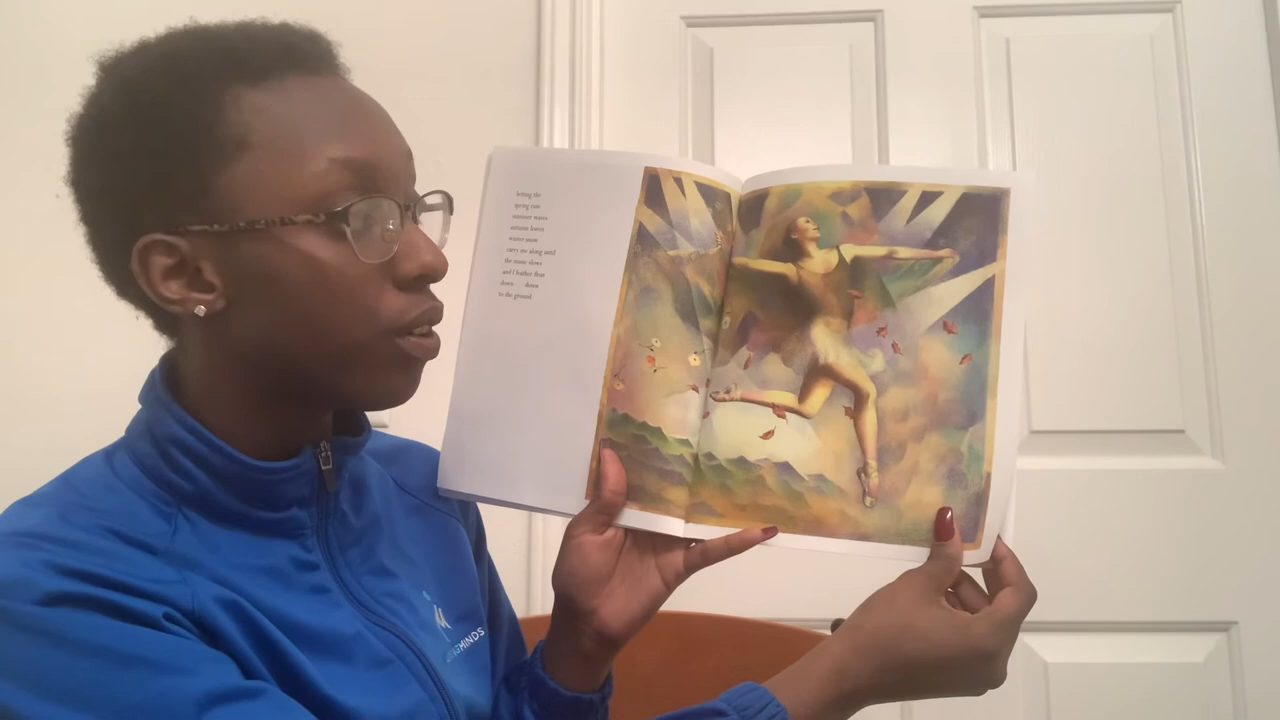 letting the
spring rain
summer waves
autumn leaves
winter snow
carry me along until
the music slows
and I feather float
down down
to the ground.
MINDS